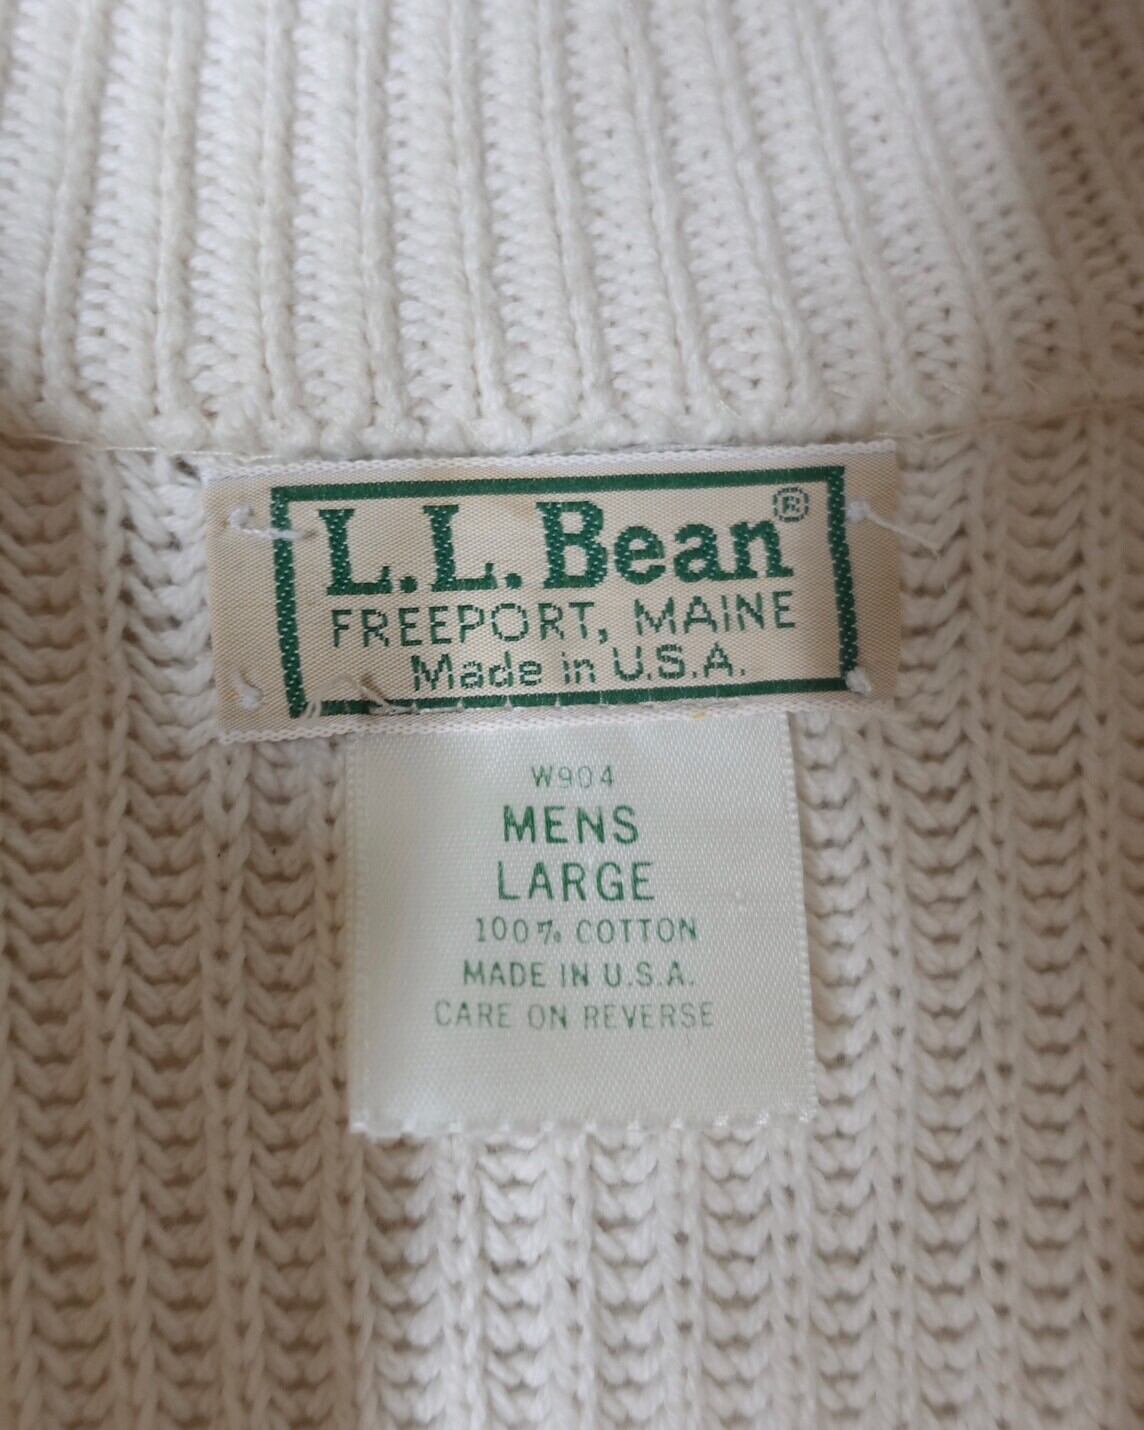 L.L.Bean®
FREEPORT, MAINE
Made in U.S.A.
W904
MENS
LARGE
100% COTTON
MADE IN U.S.A.
CARE ON REVERSE